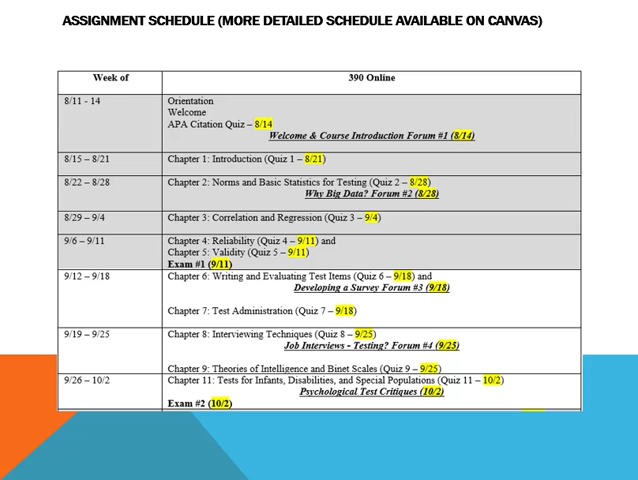 ASSIGNMENT SCHEDULE (MORE DETAILED SCHEDULE AVAILABLE ON CANVAS)
Week of 390 Online
8/11 - 14 Orientation
Welcome
APA Citation Quiz – 8/14
Welcome & Course Introduction Forum #1 (8/14)
8/15 – 8/21 Chapter 1: Introduction (Quiz 1 – 8/21)
8/22 – 8/28 Chapter 2: Norms and Basic Statistics for Testing (Quiz 2 – 8/28)
Why Big Data? Forum #2 (8/28)
8/29 – 9/4 Chapter 3: Correlation and Regression (Quiz 3 – 9/4)
9/6 – 9/11 Chapter 4: Reliability (Quiz 4 – 9/11) and
Chapter 5: Validity (Quiz 5 – 9/11)
Exam #1 (9/11)
9/12 – 9/18 Chapter 6: Writing and Evaluating Test Items (Quiz 6 – 9/18) and
Developing a Survey Forum #3 (9/18)
Chapter 7: Test Administration (Quiz 7 – 9/18)
9/19 – 9/25 Chapter 8: Interviewing Techniques (Quiz 8 – 9/25)
Job Interviews - Testing? Forum #4 (9/25)
Chapter 9: Theories of Intelligence and Binet Scales (Quiz 9 – 9/25)
9/26 – 10/2 Chapter 11: Tests for Infants, Disabilities, and Special Populations (Quiz 11 – 10/2)
Psychological Test Critiques (10/2)
Exam #2 (10/2)